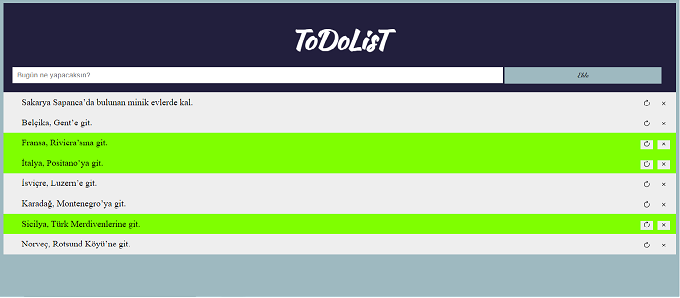 ToDoLisT
Bugün ne yapacaksın?
Ekle
Sakarya Sapanca'da bulunan minik evlerde kal.
Belçika, Gent'e git.
Fransa, Riviera'sına git.
İtalya, Positano'ya git.
İsviçre, Luzern'e git.
Karadağ, Montenegro'ya git.
Sicilya, Türk Merdivenlerine git.
Norveç, Rotsund Köyü'ne git.